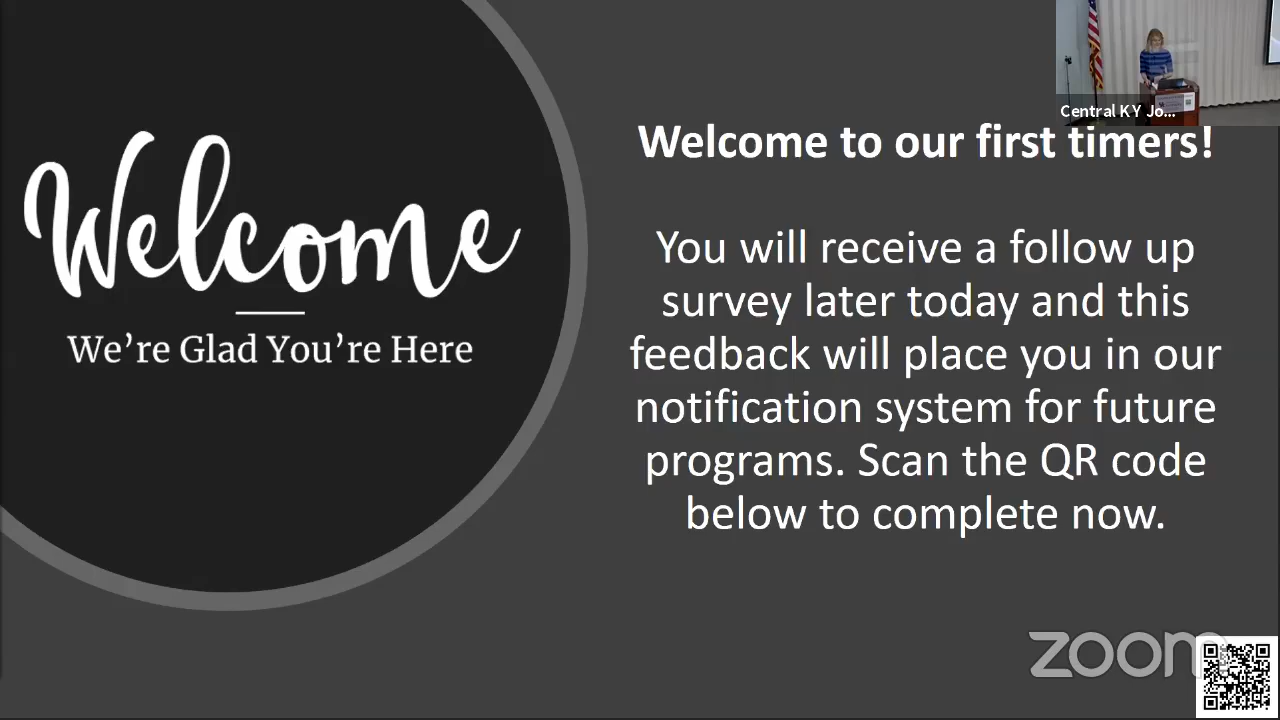 Welcome
We're Glad You're Here
Central KY Jo...
Welcome to our first timers!
You will receive a follow up
survey later today and this
feedback will place you in our
notification system for future
programs. Scan the QR code
below to complete now.
zoom